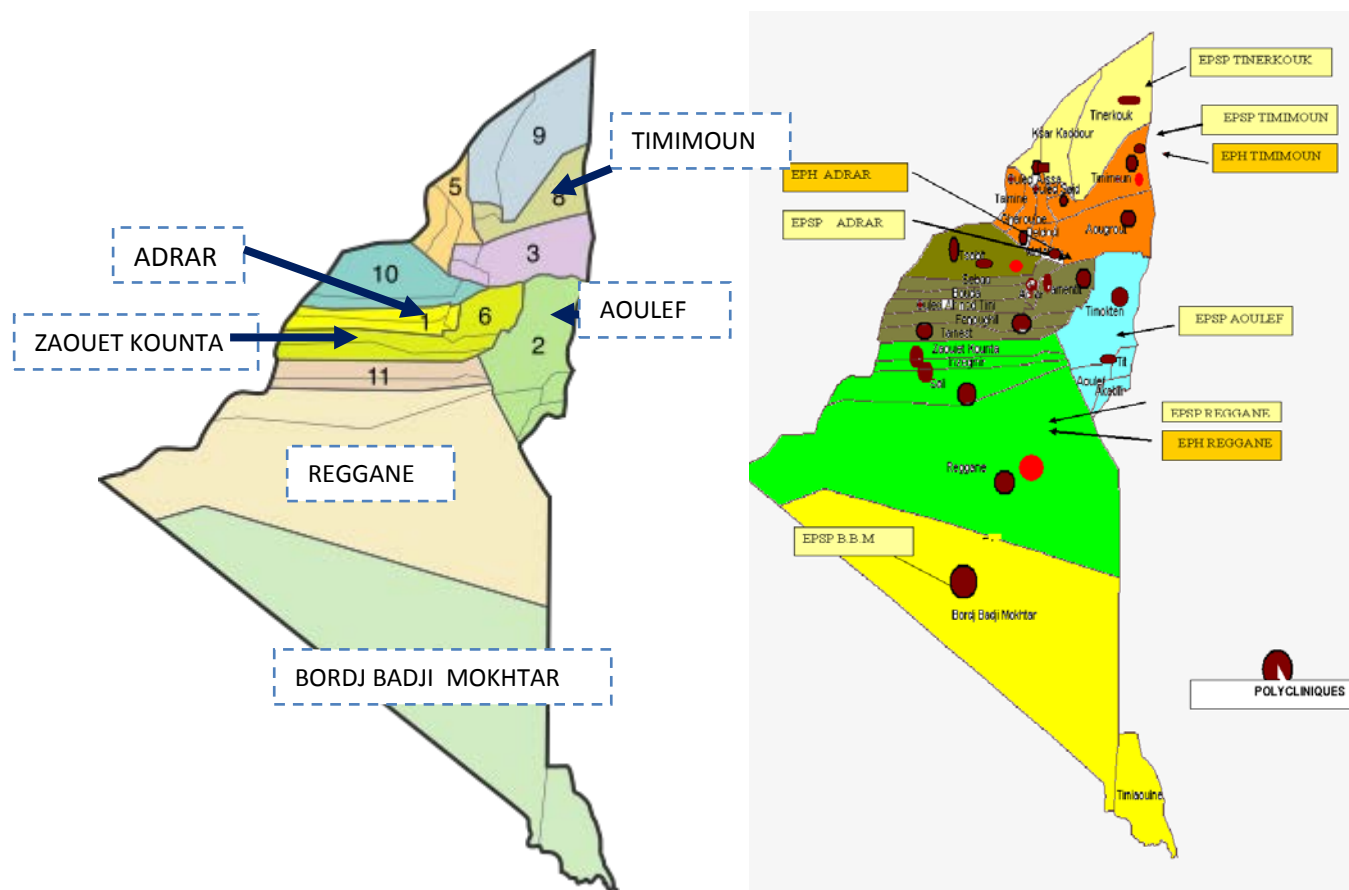 9
TIMIMOUN
5
8
ADRAR
3
10
1
6
AOULEF
ZAOUET KOUNTA
2
11
REGGANE
BORDJ BADJI MOKHTAR
EPSP TINERKOUK
Tinerkouk
EPSP TIMIMOUN
Ksar Kaddour
EPH TIMIMOUN
EPH ADRAR
Timimoun
Talmine
EPSP ADRAR
Aougrout
Tsabit
Sebaa
Bouda
Timokten
Fenoughil
EPSP AOULEF
Tamest
Zaouet Kounta
Tit
Sali
Aoulef
Akabli
EPSP REGGANE
EPH REGGANE
Reggane
EPSP B.B.M
Bordj Badji Mokhtar
POLYCLINIQUES
Timiaouine